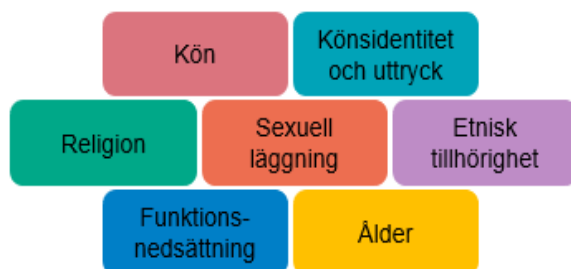 Kön
Könsidentitet
och uttryck
Religion
Sexuell
läggning
Etnisk
tillhörighet
Funktions-
nedsättning
Ålder